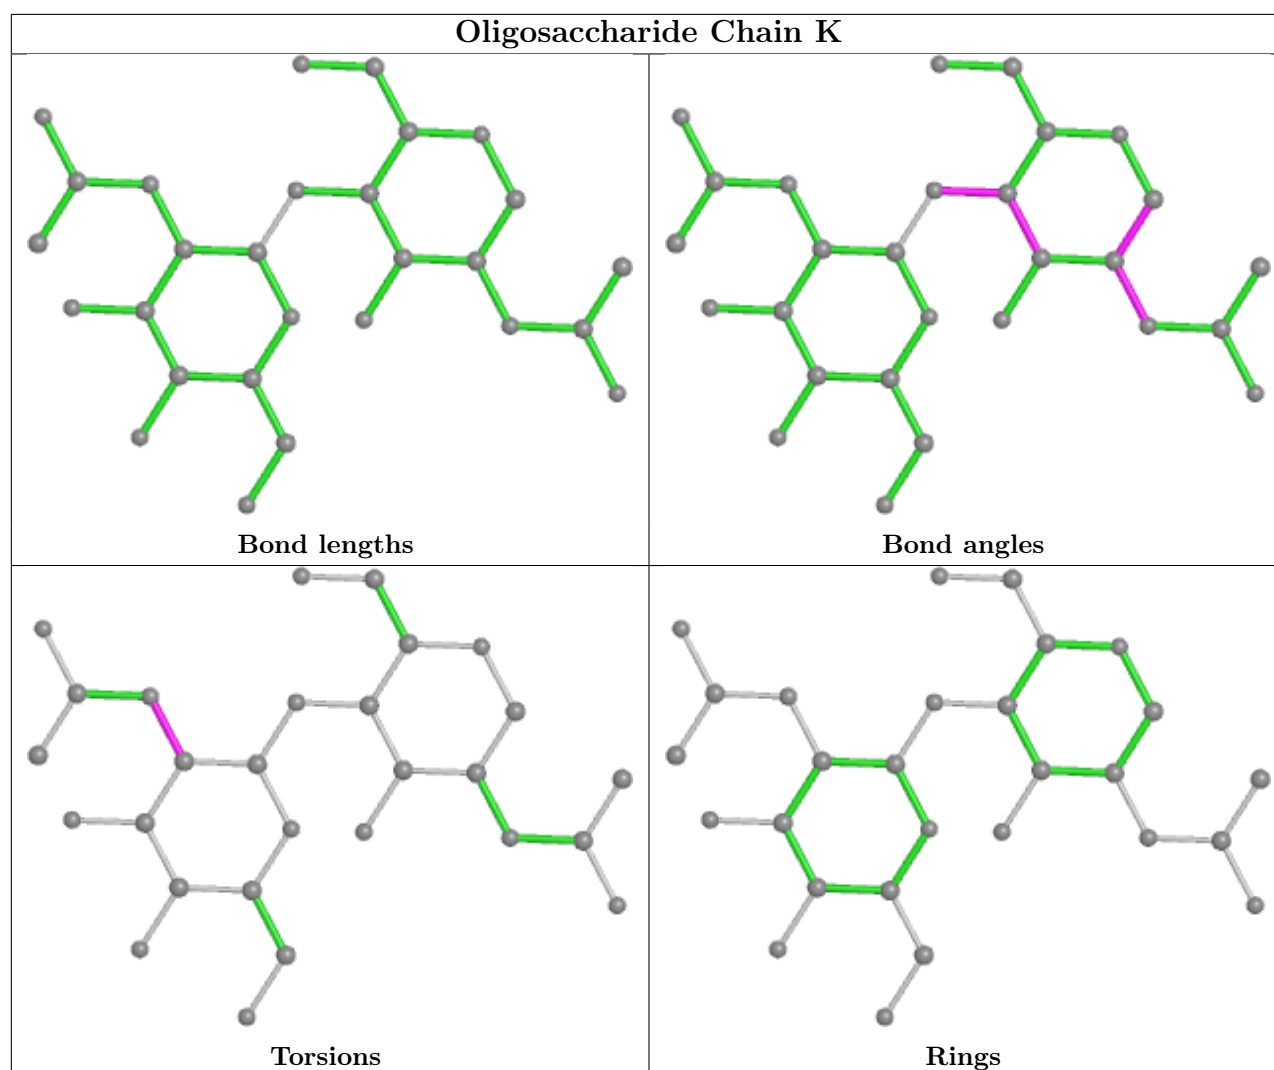 Oligosaccharide Chain K
Bond lengths
Bond angles
Torsions
Rings